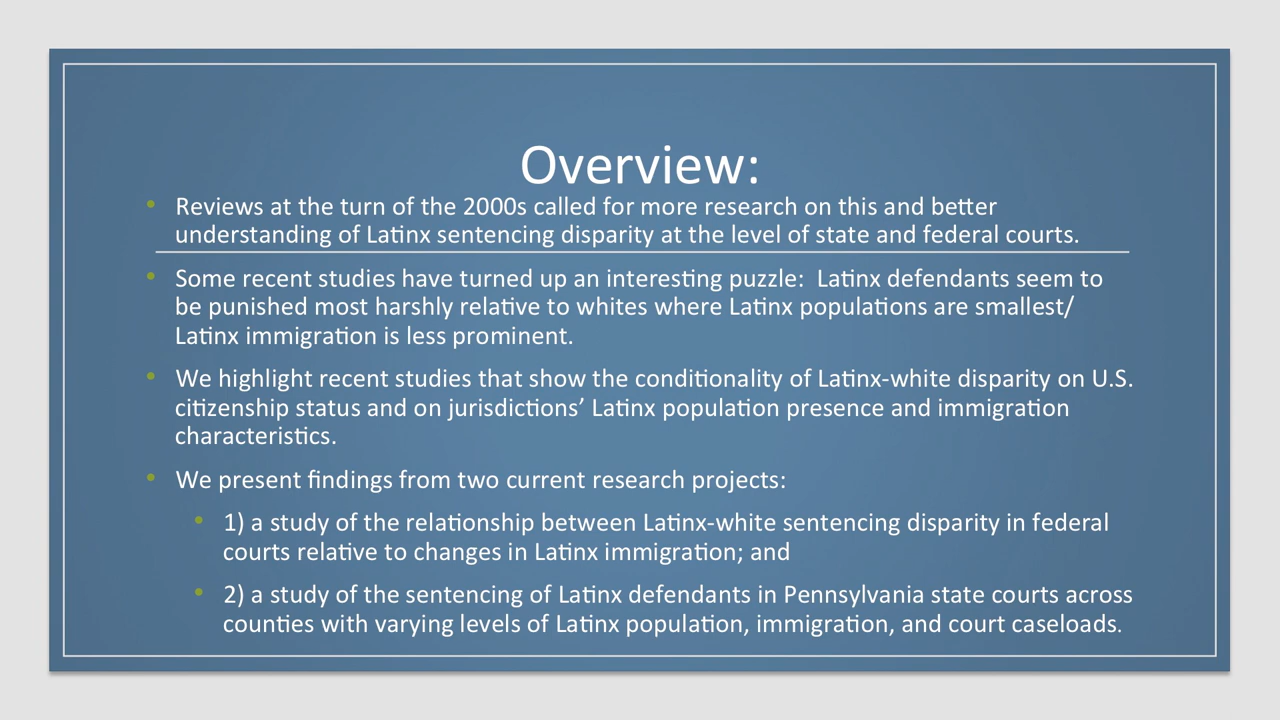 Overview:
• Reviews at the turn of the 2000s called for more research on this and better
understanding of Latinx sentencing disparity at the level of state and federal courts.
• Some recent studies have turned up an interesting puzzle:  Latinx defendants seem to
be punished most harshly relative to whites where Latinx populations are smallest/
Latinx immigration is less prominent.
• We highlight recent studies that show the conditionality of Latinx-white disparity on U.S.
citizenship status and on jurisdictions’ Latinx population presence and immigration
characteristics.
• We present findings from two current research projects:
• 1) a study of the relationship between Latinx-white sentencing disparity in federal
courts relative to changes in Latinx immigration; and
• 2) a study of the sentencing of Latinx defendants in Pennsylvania state courts across
counties with varying levels of Latinx population, immigration, and court caseloads.